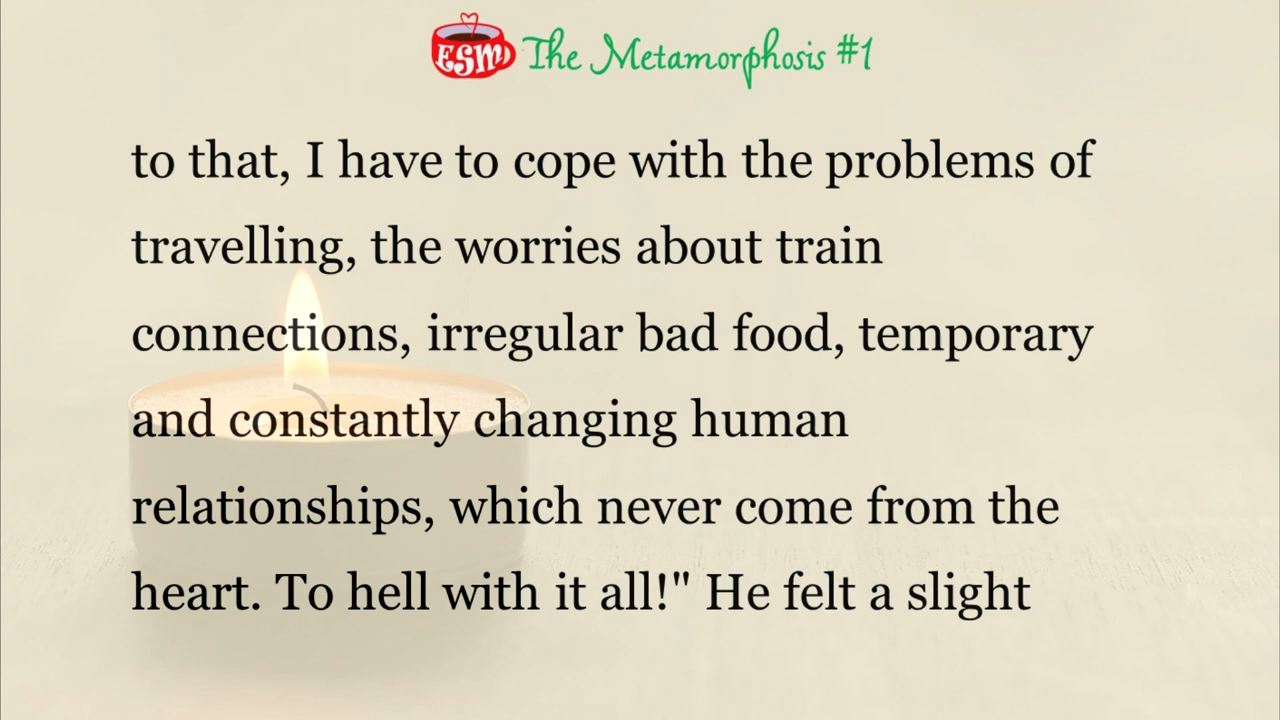 ESM The Metamorphosis #1
to that, I have to cope with the problems of
travelling, the worries about train
connections, irregular bad food, temporary
and constantly changing human
relationships, which never come from the
heart. To hell with it all!" He felt a slight